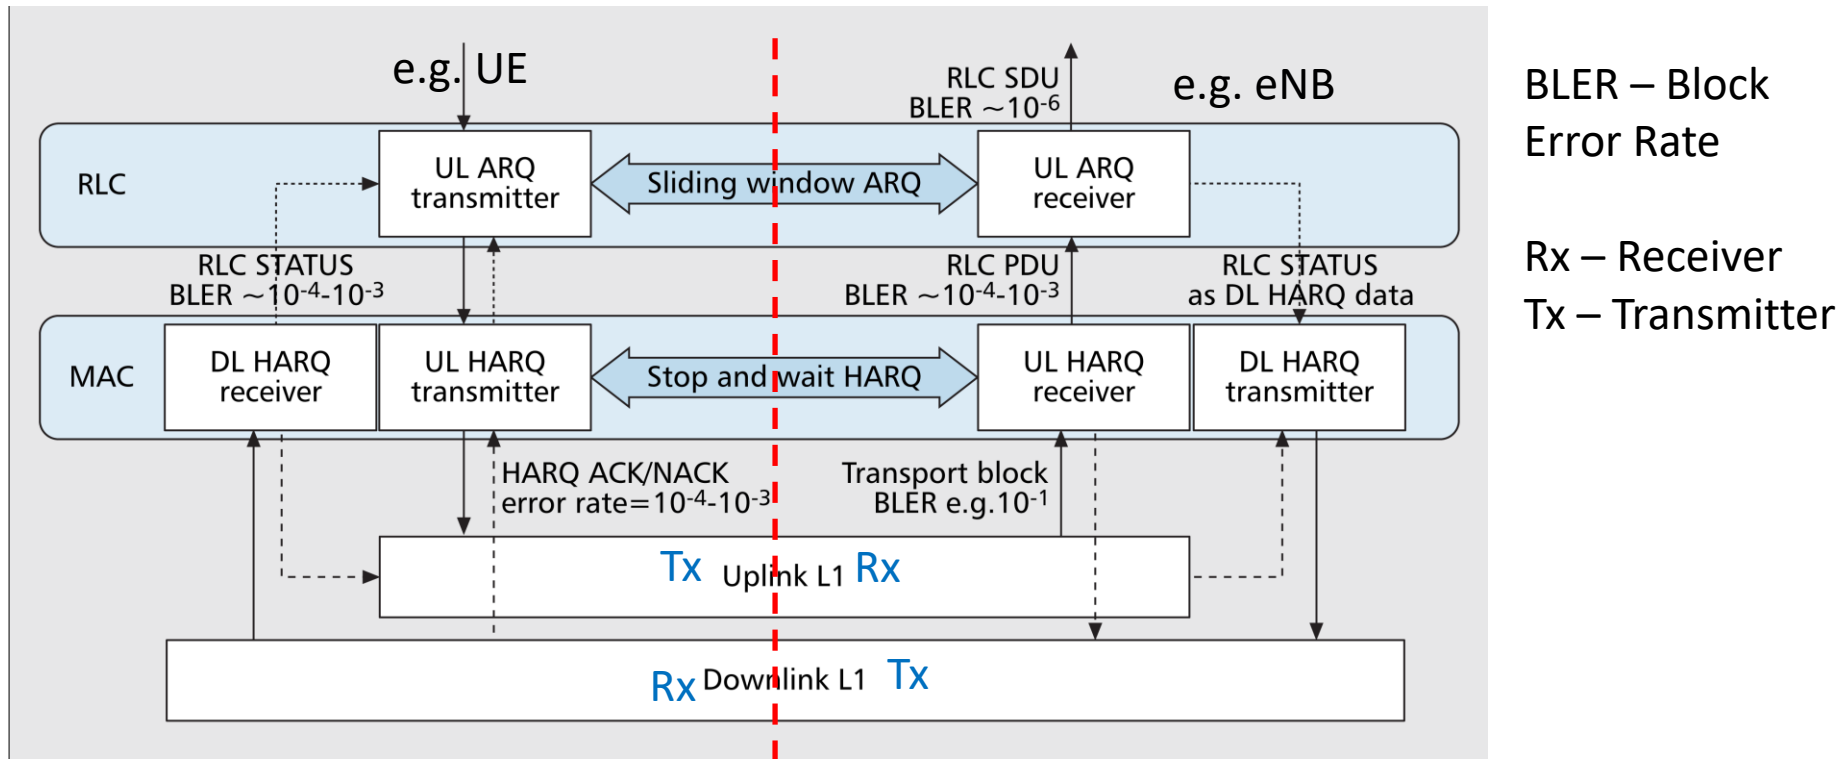 e.g. UE
RLC SDU
BLER ~10⁻⁶
e.g. eNB
BLER – Block
Error Rate
RLC
UL ARQ
transmitter
Sliding window ARQ
UL ARQ
receiver
RLC STATUS
BLER ~10⁻⁴-10⁻³
RLC PDU
BLER ~10⁻⁴-10⁻³
RLC STATUS
as DL HARQ data
Rx – Receiver
Tx – Transmitter
MAC
DL HARQ
receiver
UL HARQ
transmitter
Stop and wait HARQ
UL HARQ
receiver
DL HARQ
transmitter
HARQ ACK/NACK
error rate=10⁻⁴-10⁻³
Transport block
BLER e.g.10⁻¹
Tx Uplink L1 Rx
Rx Downlink L1 Tx